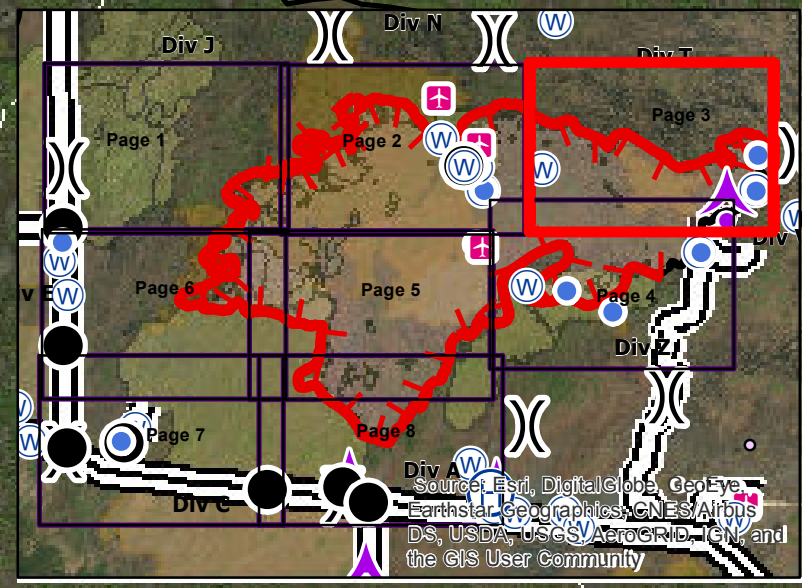 Div N
Div J
Div T
Page 3
Page 1
Page 2
W
W
W
W
Div
W
v E
W
Page 6
Page 5
W
Page 4
Div Z
W
W
Page 7
Page 8
Div A
W
Div C
Source: Esri, DigitalGlobe, GeoEye,
Earthstar Geographics, CNES/Airbus
DS, USDA, USGS, AeroGRID, IGN, and
the GIS User Community